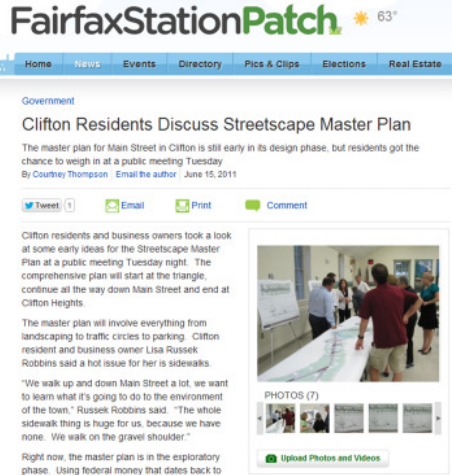 FairfaxStationPatch
63°
Home News Events Directory Pics & Clips Elections Real Estate
Government
Clifton Residents Discuss Streetscape Master Plan
The master plan for Main Street in Clifton is still early in its design phase, but residents got the
chance to weigh in at a public meeting Tuesday
By Courtney Thompson Email the author June 15, 2011
Tweet 1 Email Print Comment
Clifton residents and business owners took a look
at some early ideas for the Streetscape Master
Plan at a public meeting Tuesday night. The
comprehensive plan will start at the triangle,
continue all the way down Main Street and end at
Clifton Heights.
The master plan will involve everything from
landscaping to traffic circles to parking. Clifton
resident and business owner Lisa Russek
Robbins said a hot issue for her is sidewalks.
"We walk up and down Main Street a lot, we want
to learn what it's going to do to the environment
of the town," Russek Robbins said. "The whole
sidewalk thing is huge for us, because we have
none. We walk on the gravel shoulder."
Right now, the master plan is in the exploratory
phase. Using federal money that dates back to
PHOTOS (7)
Upload Photos and Videos